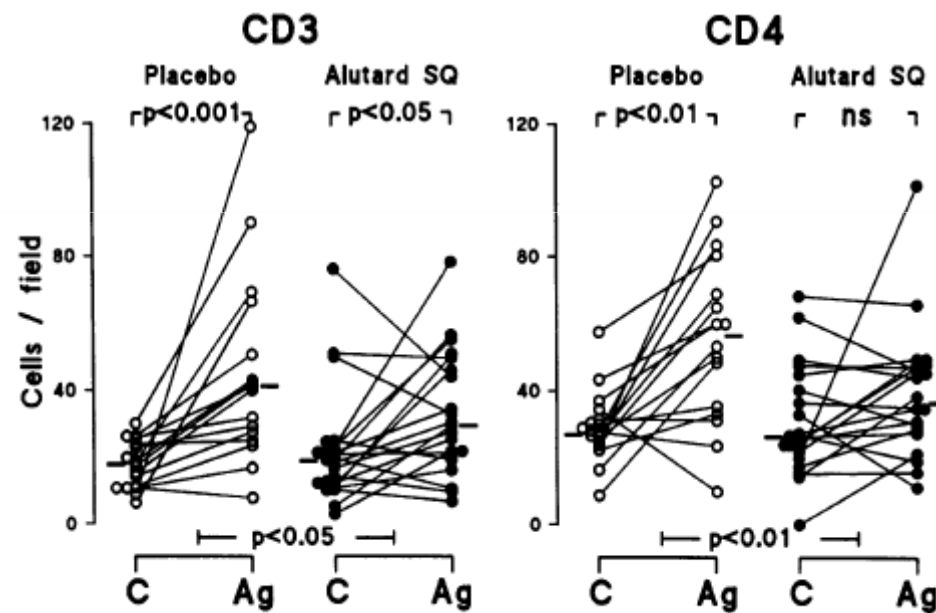 CD3 CD4
Placebo Alutard SQ Placebo Alutard SQ
p<0.001 p<0.05 p<0.01 ns
120 120
80 80
40 40
0 0
Cells / field
p<0.05 p<0.01
C Ag C Ag C Ag C Ag